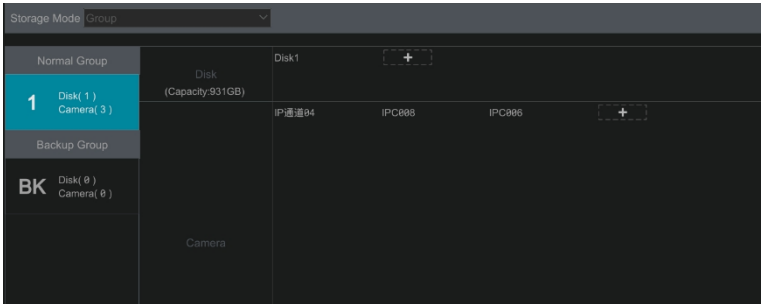 Storage Mode Group
Normal Group
1
Disk( 1 )
Camera( 3 )
Backup Group
BK
Disk( 0 )
Camera( 0 )
Disk
(Capacity:931GB)
Disk1 +
IP通道04 IPC008 IPC006 +
Camera